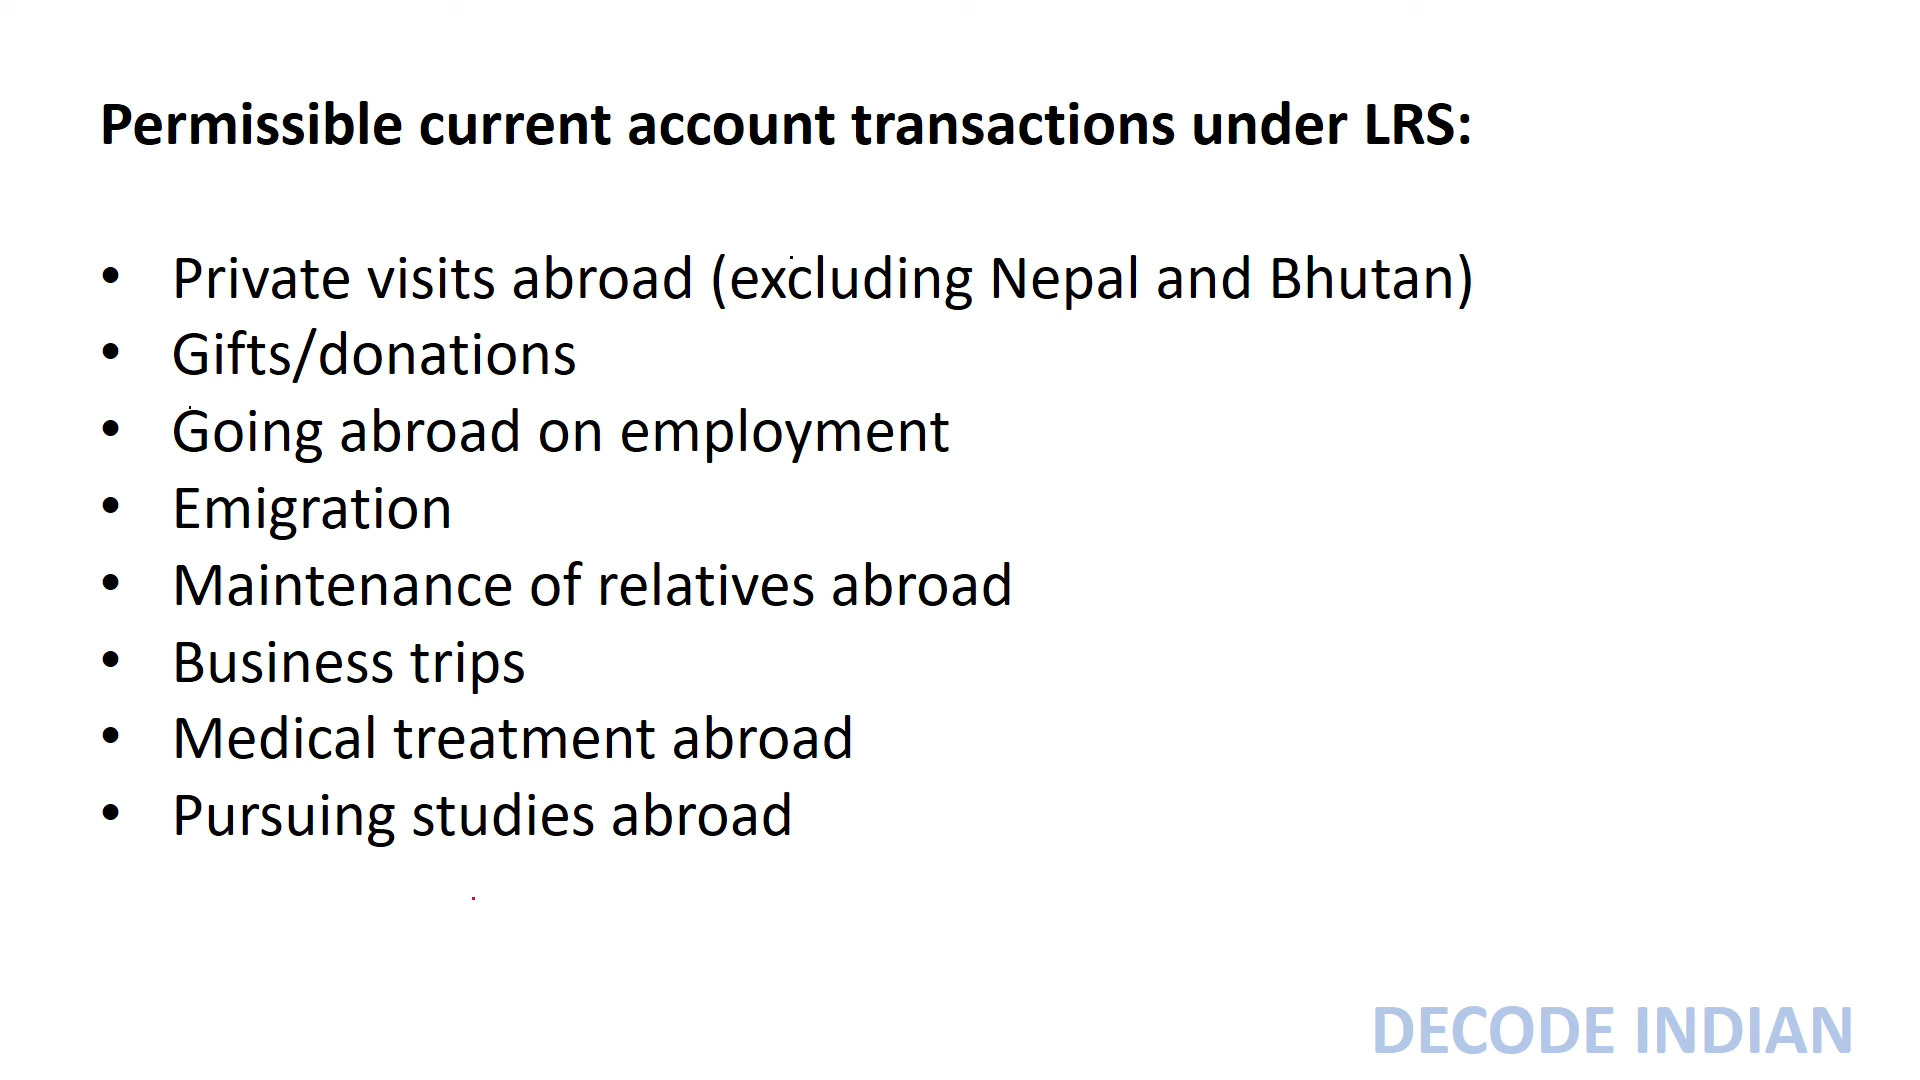 Permissible current account transactions under LRS:
• Private visits abroad (excluding Nepal and Bhutan)
• Gifts/donations
• Going abroad on employment
• Emigration
• Maintenance of relatives abroad
• Business trips
• Medical treatment abroad
• Pursuing studies abroad
DECODE INDIAN